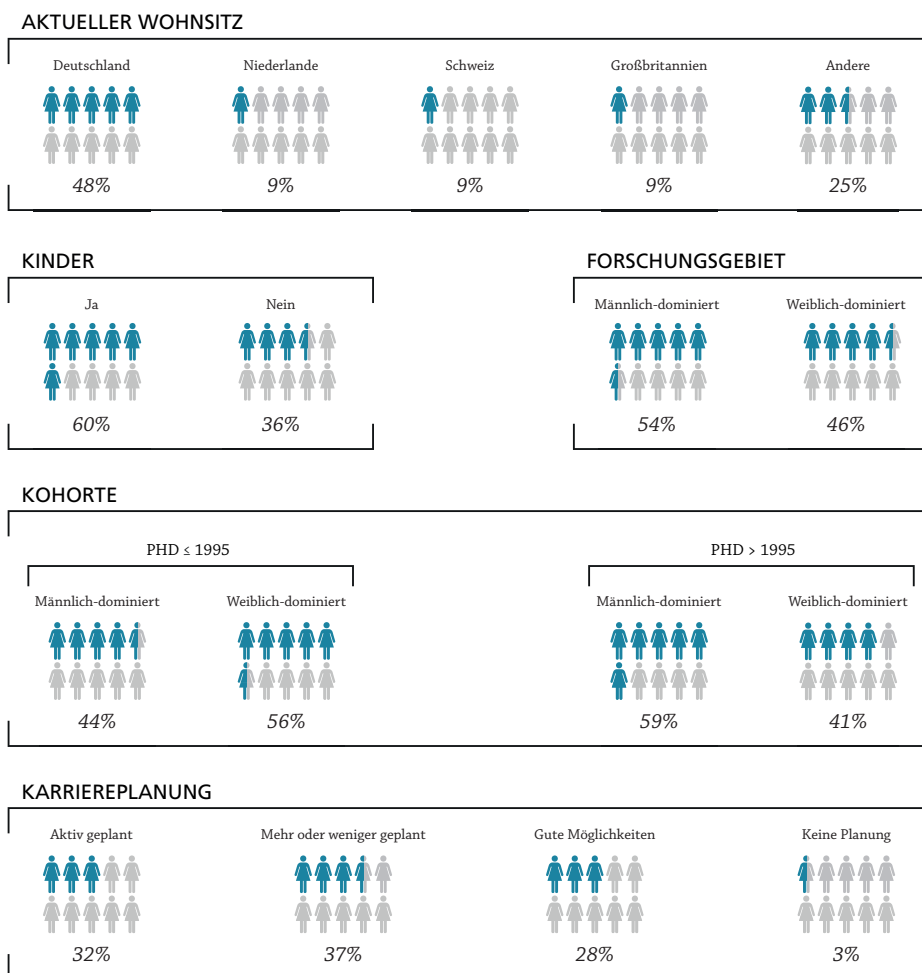 AKTUELLER WOHNSITZ
Deutschland Niederlande Schweiz Großbritannien Andere
48% 9% 9% 9% 25%
KINDER
Ja Nein
60% 36%
FORSCHUNGSGEBIET
Männlich-dominiert Weiblich-dominiert
54% 46%
KOHORTE
PHD ≤ 1995 PHD > 1995
Männlich-dominiert Weiblich-dominiert Männlich-dominiert Weiblich-dominiert
44% 56% 59% 41%
KARRIEREPLANUNG
Aktiv geplant Mehr oder weniger geplant Gute Möglichkeiten Keine Planung
32% 37% 28% 3%